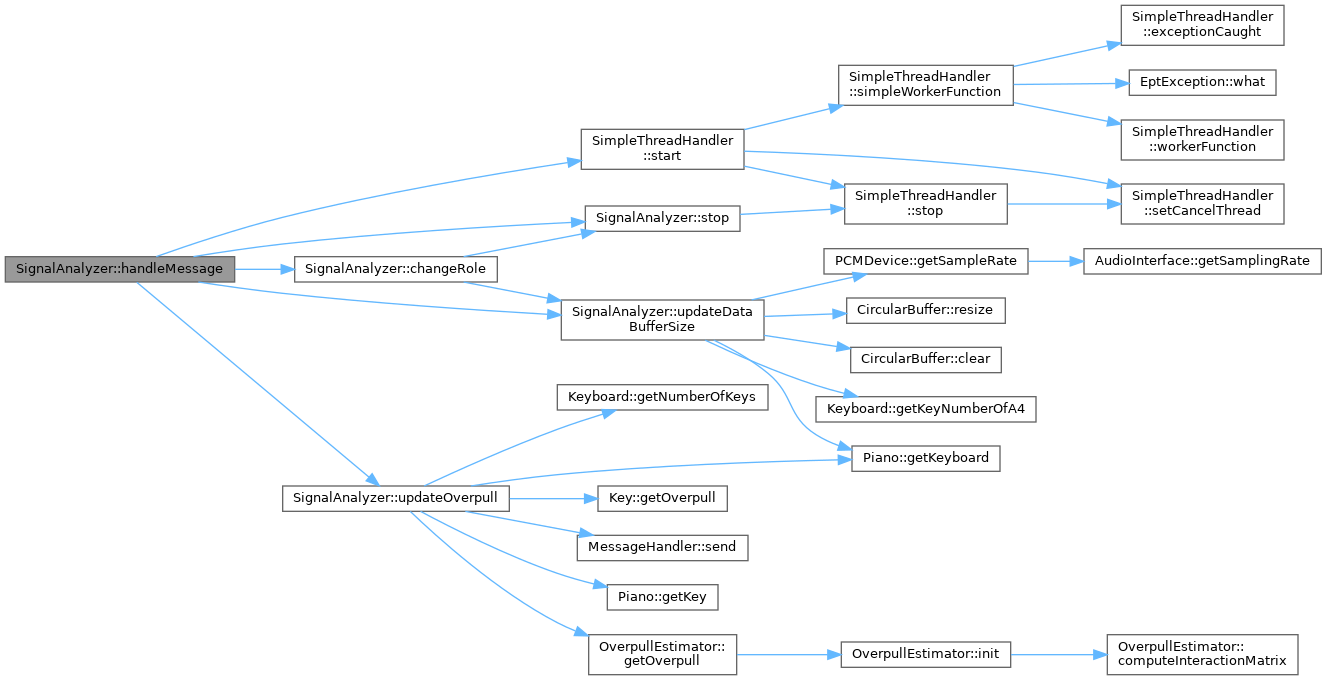 SimpleThreadHandler
::exceptionCaught
SimpleThreadHandler
::simpleWorkerFunction
EptException::what
SimpleThreadHandler
::workerFunction
SimpleThreadHandler
::start
SimpleThreadHandler
::stop
SimpleThreadHandler
::setCancelThread
SignalAnalyzer::stop
SignalAnalyzer::handleMessage
SignalAnalyzer::changeRole
PCMDevice::getSampleRate
AudioInterface::getSamplingRate
SignalAnalyzer::updateData
BufferSize
CircularBuffer::resize
CircularBuffer::clear
Keyboard::getNumberOfKeys
Keyboard::getKeyNumberOfA4
Piano::getKeyboard
SignalAnalyzer::updateOverpull
Key::getOverpull
MessageHandler::send
Piano::getKey
OverpullEstimator::
getOverpull
OverpullEstimator::init
OverpullEstimator::
computeInteractionMatrix